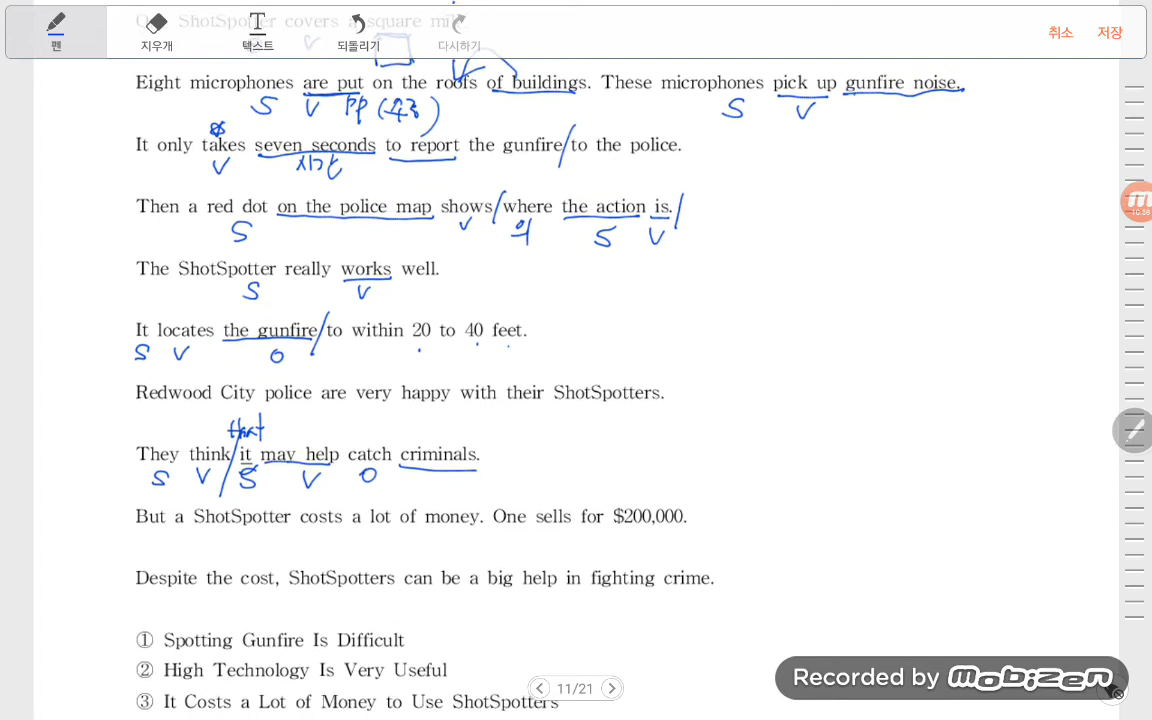 ShotSpotter covers a square mile
펜 지우개 텍스트 되돌리기 다시하기 취소 저장
Eight microphones are put on the roofs of buildings. These microphones pick up gunfire noise.
S V pp S V
It only takes seven seconds to report the gunfire/to the police.
V 시간
Then a red dot on the police map shows/where the action is./
S V 의 S V
The ShotSpotter really works well.
S V
It locates the gunfire/to within 20 to 40 feet.
S V O
Redwood City police are very happy with their ShotSpotters.
that
They think/it may help catch criminals.
S V S V O
But a ShotSpotter costs a lot of money. One sells for $200,000.
Despite the cost, ShotSpotters can be a big help in fighting crime.
① Spotting Gunfire Is Difficult
② High Technology Is Very Useful
③ It Costs a Lot of Money to Use ShotSpotters
11/21
Recorded by mobizen